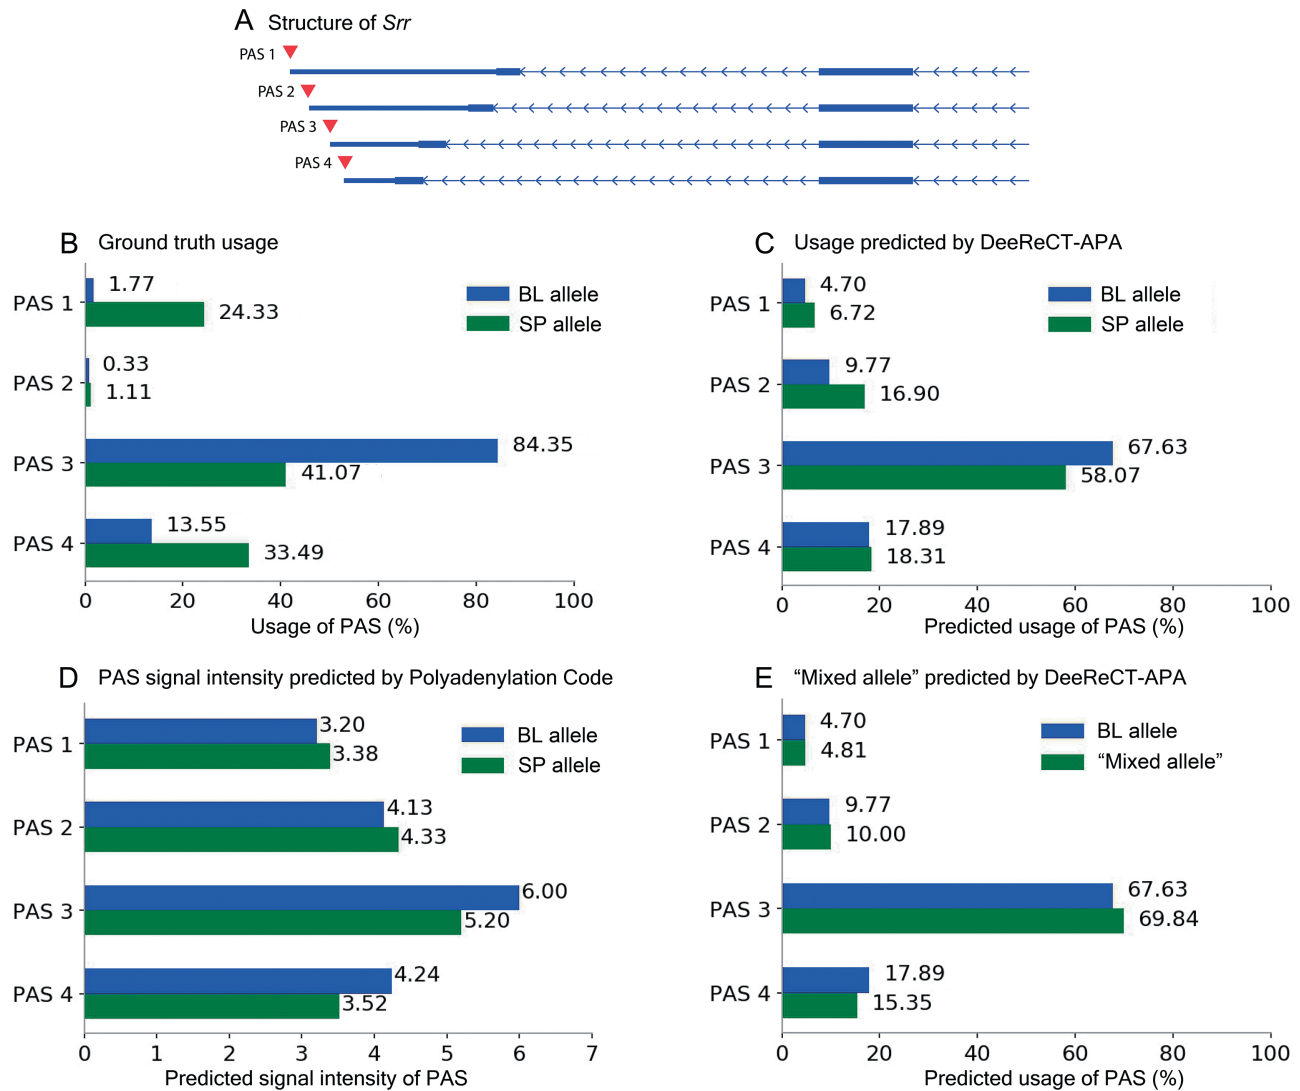 A Structure of Srr
PAS 1
PAS 2
PAS 3
PAS 4
B Ground truth usage
PAS 1
1.77
24.33
PAS 2
0.33
1.11
PAS 3
84.35
41.07
PAS 4
13.55
33.49
BL allele
SP allele
0 20 40 60 80 100
Usage of PAS (%)
C Usage predicted by DeeReCT-APA
PAS 1
4.70
6.72
PAS 2
9.77
16.90
PAS 3
67.63
58.07
PAS 4
17.89
18.31
BL allele
SP allele
0 20 40 60 80 100
Predicted usage of PAS (%)
D PAS signal intensity predicted by Polyadenylation Code
PAS 1
3.20
3.38
PAS 2
4.13
4.33
PAS 3
6.00
5.20
PAS 4
4.24
3.52
BL allele
SP allele
0 1 2 3 4 5 6 7
Predicted signal intensity of PAS
E “Mixed allele” predicted by DeeReCT-APA
PAS 1
4.70
4.81
PAS 2
9.77
10.00
PAS 3
67.63
69.84
PAS 4
17.89
15.35
BL allele
“Mixed allele”
0 20 40 60 80 100
Predicted usage of PAS (%)